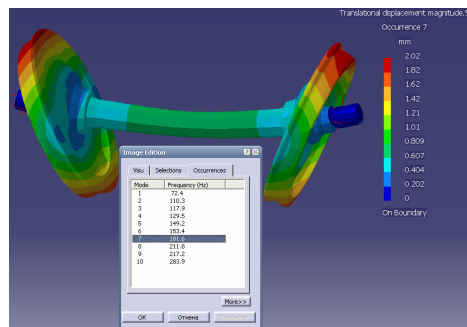 Translational displacement magnitude.
Occurrence 7
mm
2.02
1.82
1.62
1.42
1.21
1.01
0.809
0.607
0.404
0.202
0
On Boundary
Image Edition
Visu Selections Occurrences
Mode Frequency (Hz)
1 72.4
2 110.3
3 117.9
4 129.5
5 149.2
6 153.4
7 181.6
8 211.8
9 217.2
10 283.9
More>>
OK Отмена